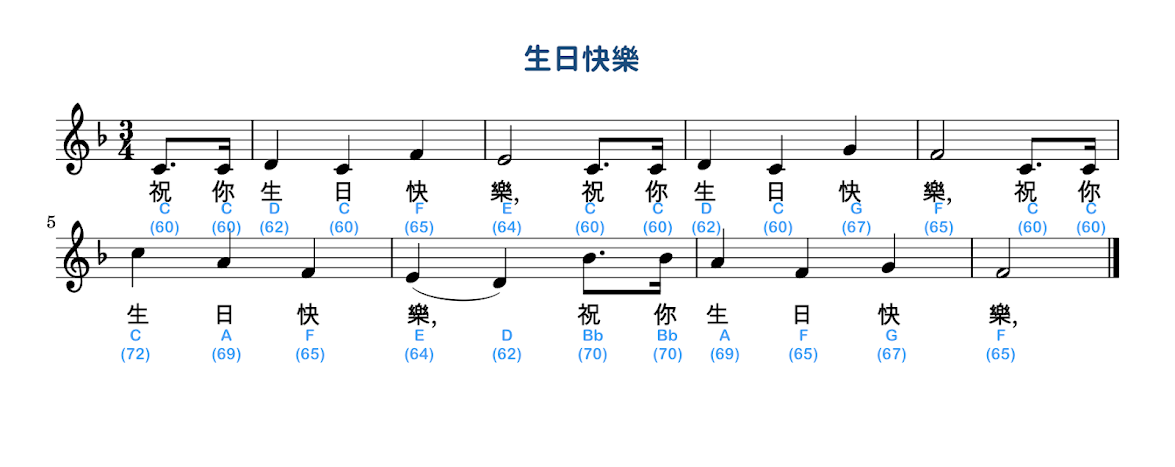 生日快樂
3
4
祝 你 生 日 快 樂, 祝 你 生 日 快 樂, 祝 你
C C D C F E C C D C G F C C
(60) (60) (62) (60) (65) (64) (60) (60) (62) (60) (67) (65) (60) (60)
5
生 日 快 樂, 祝 你 生 日 快 樂,
C A F E D Bb Bb A F G F
(72) (69) (65) (64) (62) (70) (70) (69) (65) (67) (65)